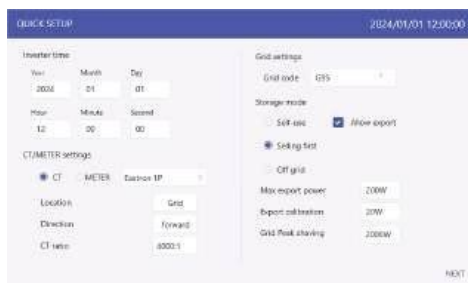 QUICK SETUP
2024/01/01 12:00:00
Inverter time
Year Month Day
2024 01 01
Hour Minute Second
12 00 00
CT/METER settings
CT METER Eastron 1P
Location Grid
Direction Forward
CT ratio 4000:1
Grid settings
Grid code G95
Storage mode
Self-use Allow export
Selling first
Off grid
Max export power 200W
Export calibration 20W
Grid Peak shaving 2000W
NEXT